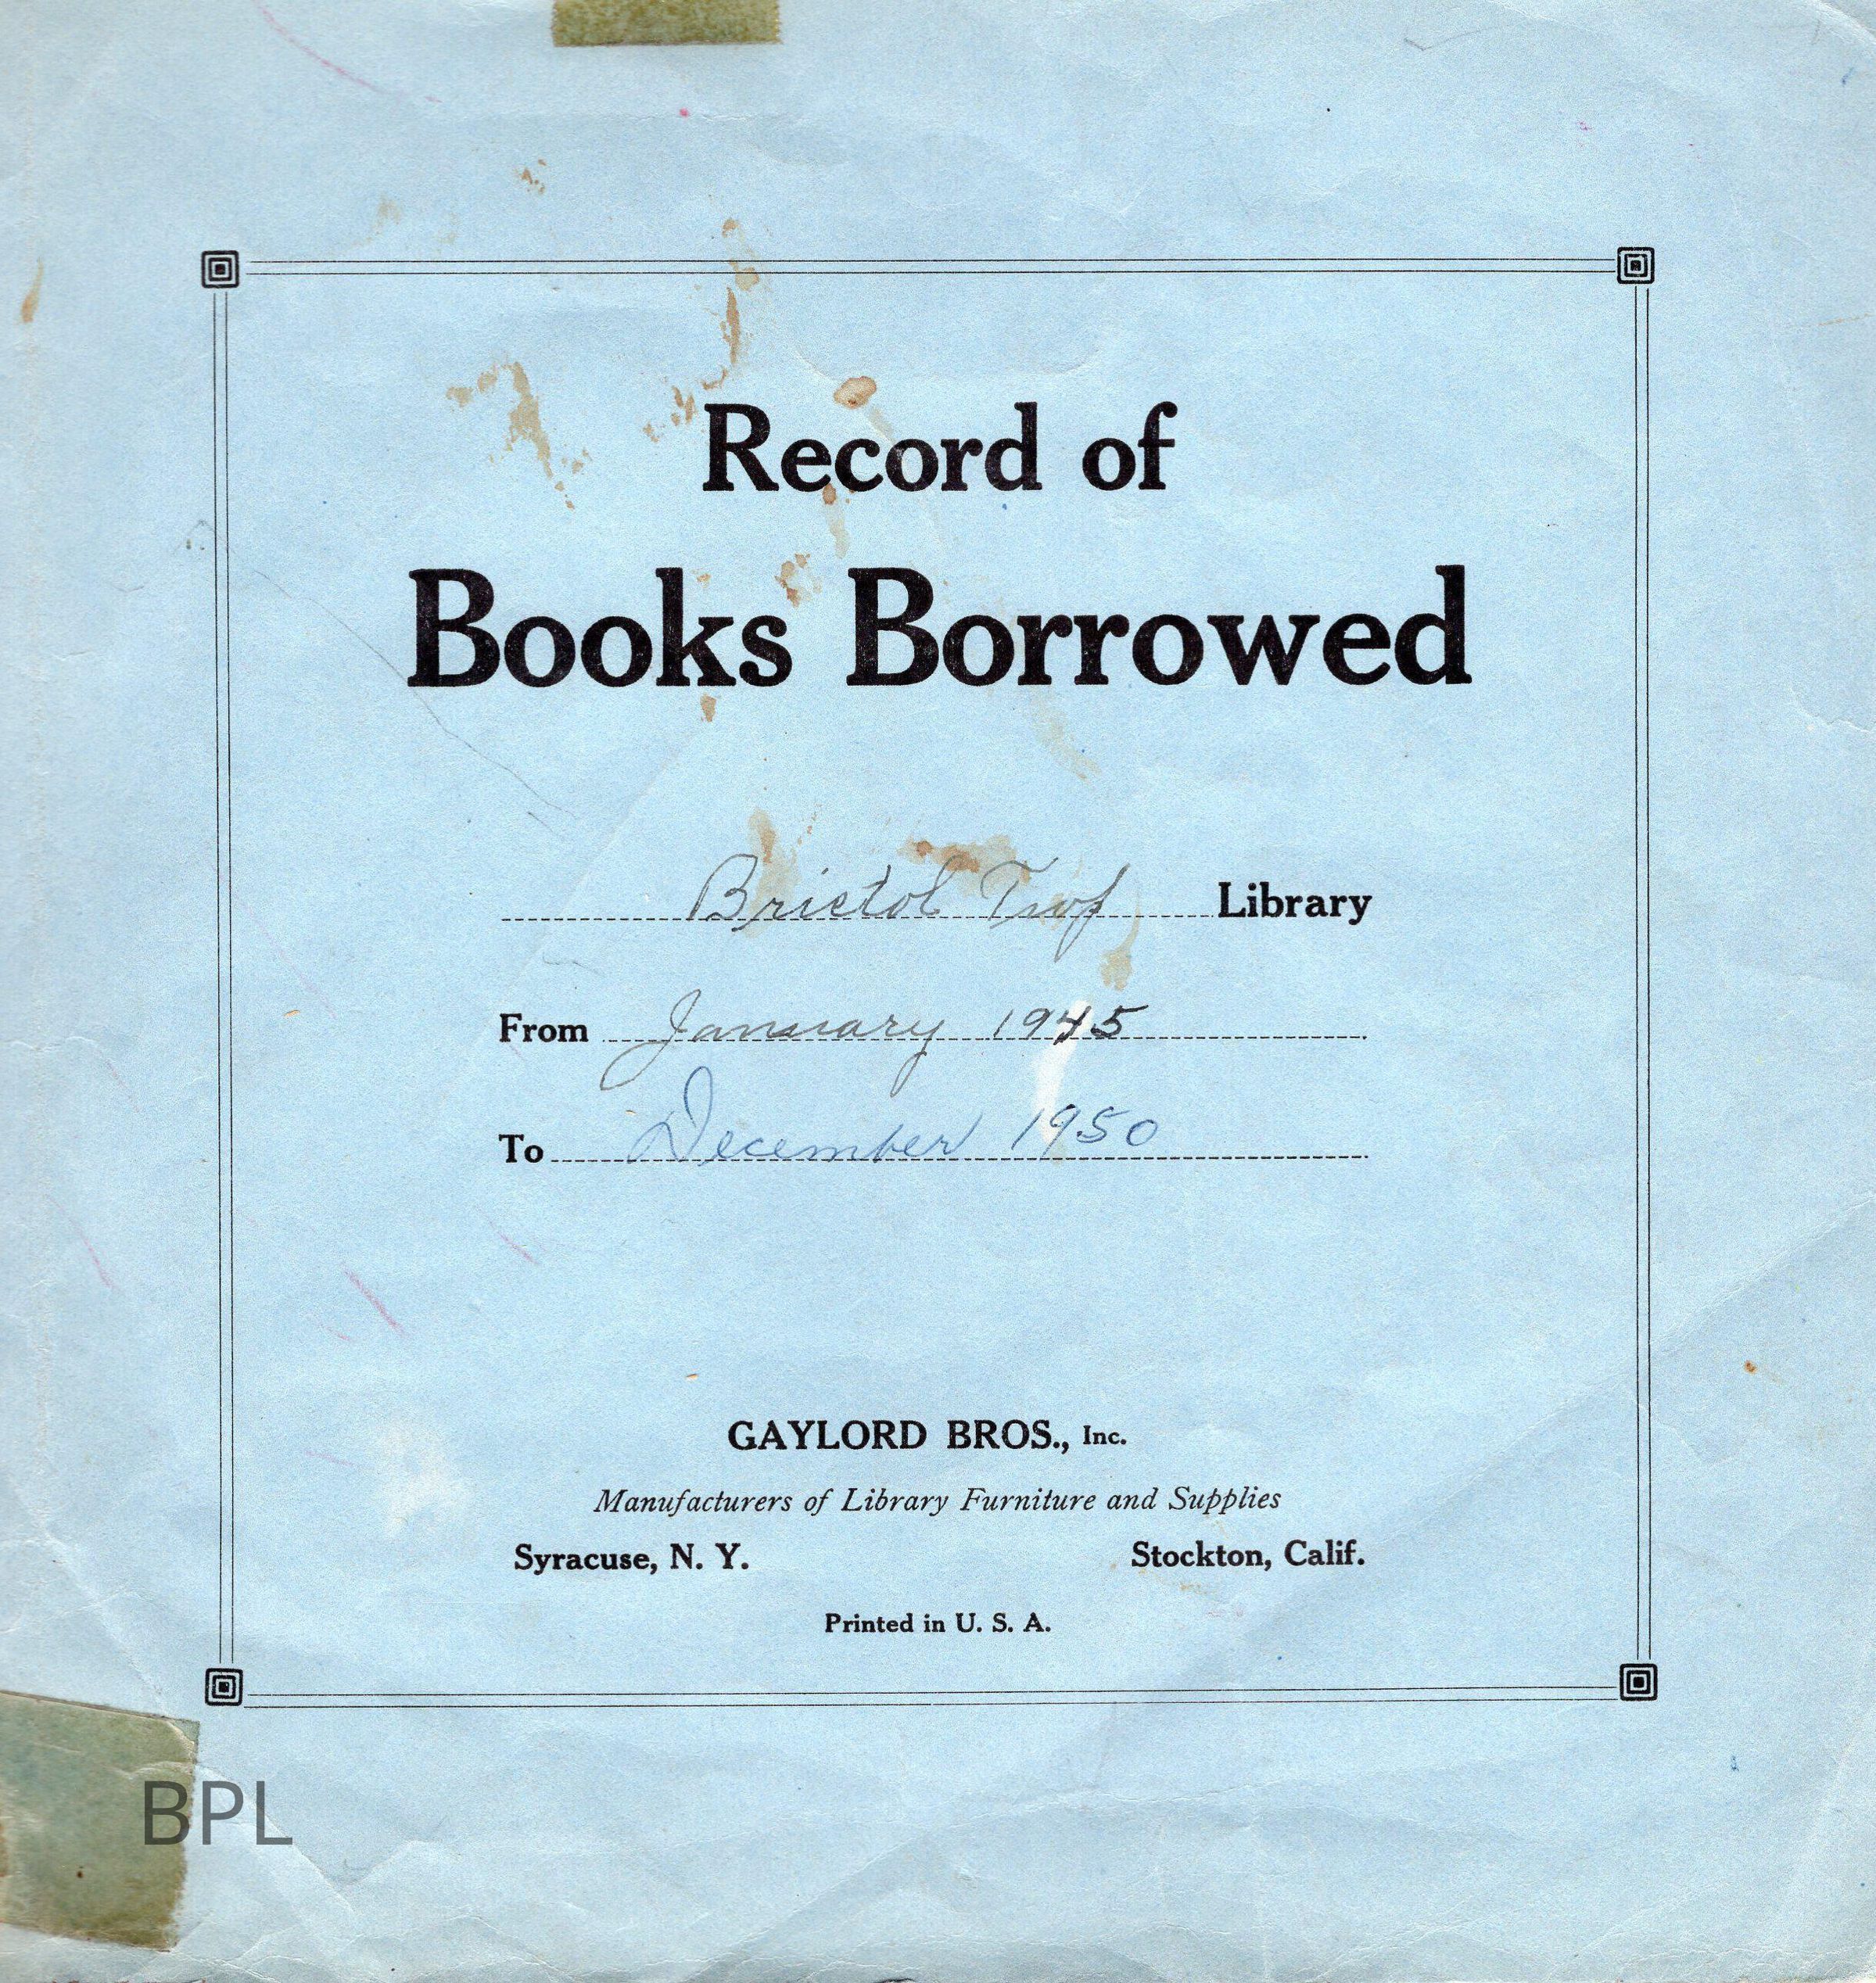 Record of
Books Borrowed
Bristol Twp Library
From January 1945
To December 1950
GAYLORD BROS., Inc.
Manufacturers of Library Furniture and Supplies
Syracuse, N. Y. Stockton, Calif.
Printed in U. S. A.
BPL